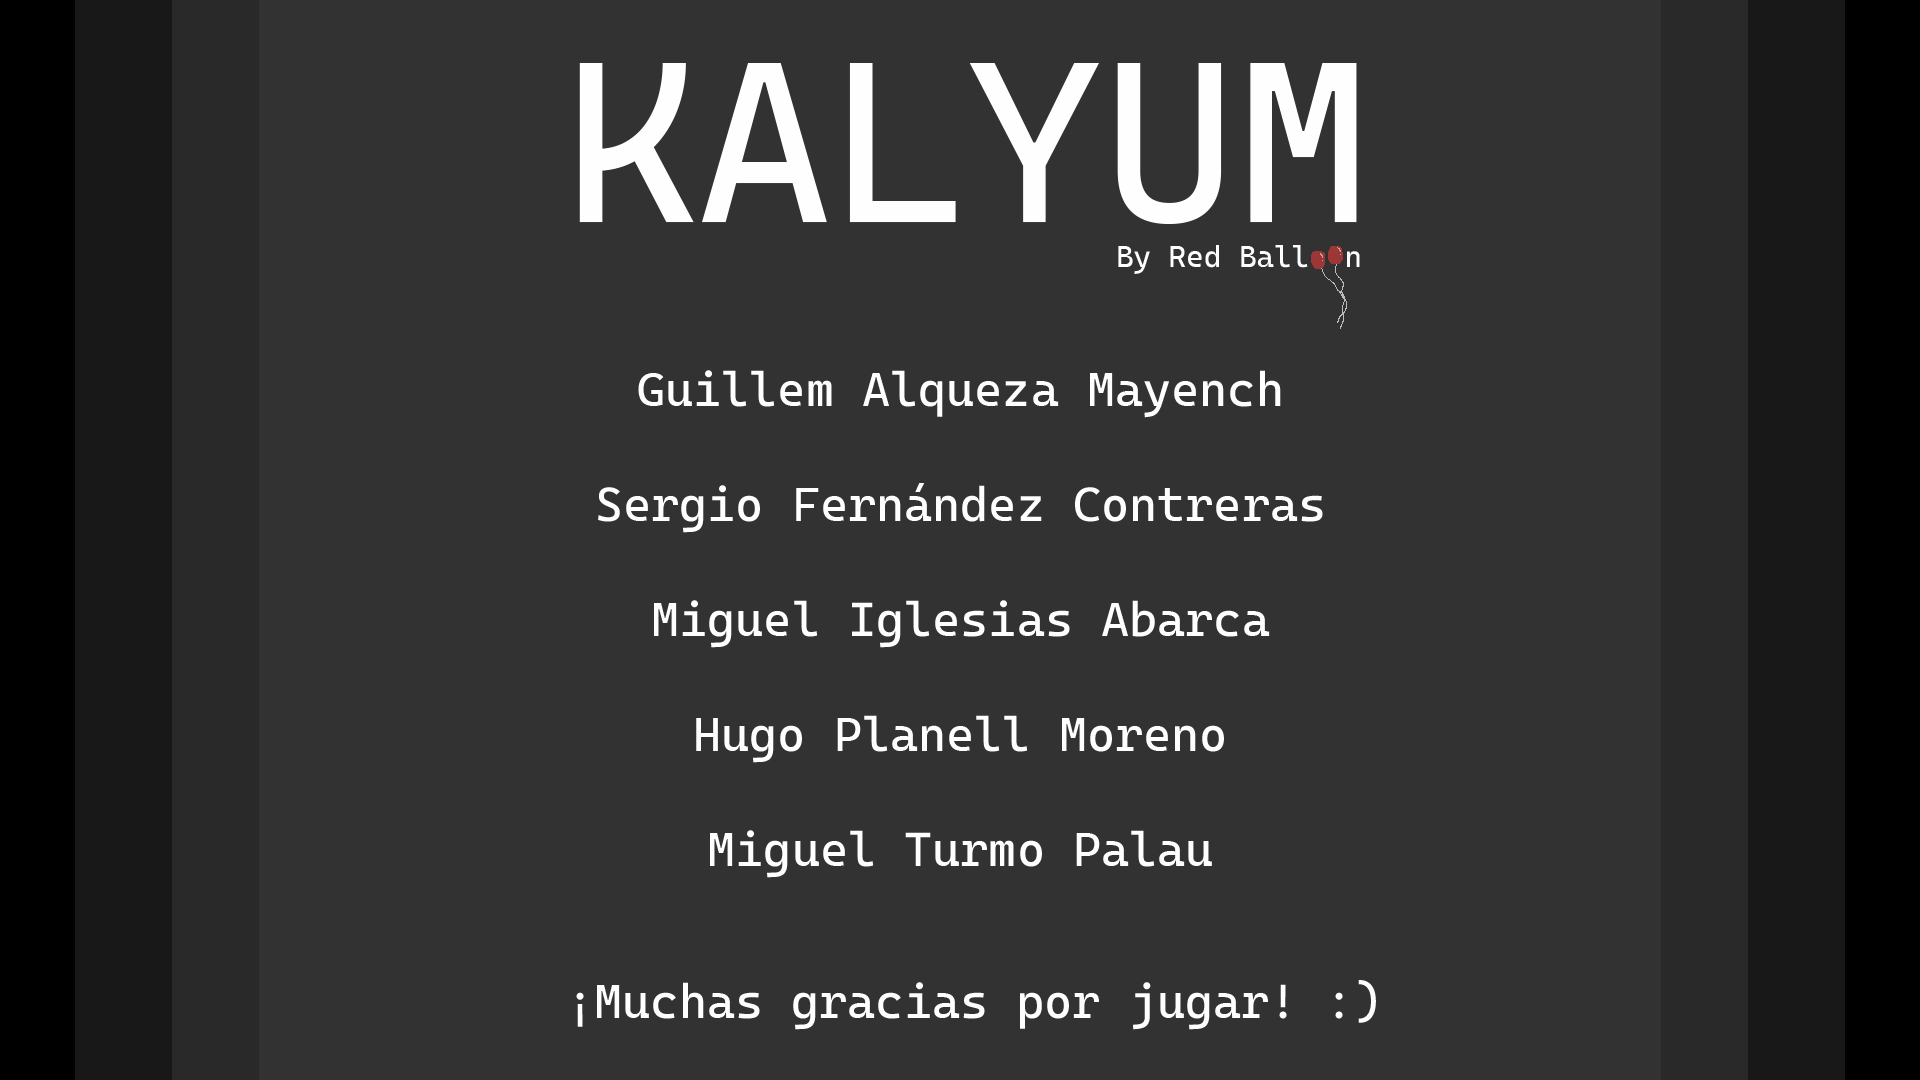 KALYUM
By Red Balloon
Guillem Alqueza Mayench
Sergio Fernández Contreras
Miguel Iglesias Abarca
Hugo Planell Moreno
Miguel Turmo Palau
¡Muchas gracias por jugar! :)